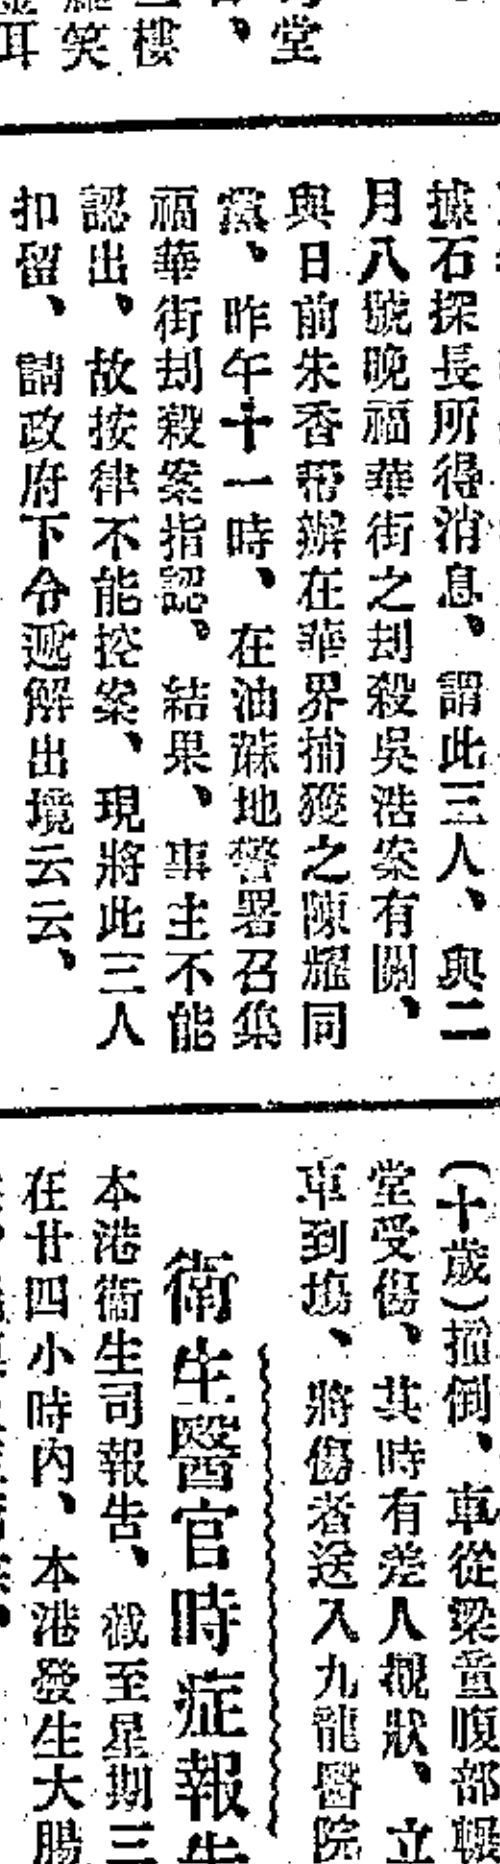 堂
樓
笑
耳
據石探長所得消息、謂此三人、與二
月八號晚福華街之刧殺吳浩案有關、
與日前朱香帮辦在華界捕獲之陳耀同
黨、昨午十一時、在油蔴地警署召集
福華街刧殺案指認、結果、事主不能
認出、故按律不能控案、現將此三人
扣留、請政府下令遞解出境云云、
(十歲)撞倒、車從梁童腹部輾
堂受傷、其時有差人覩狀、立
車到塲、將傷者送入九龍醫院
衛生醫官時症報告
本港衞生司報告、截至星期三
在廿四小時內、本港發生大腸